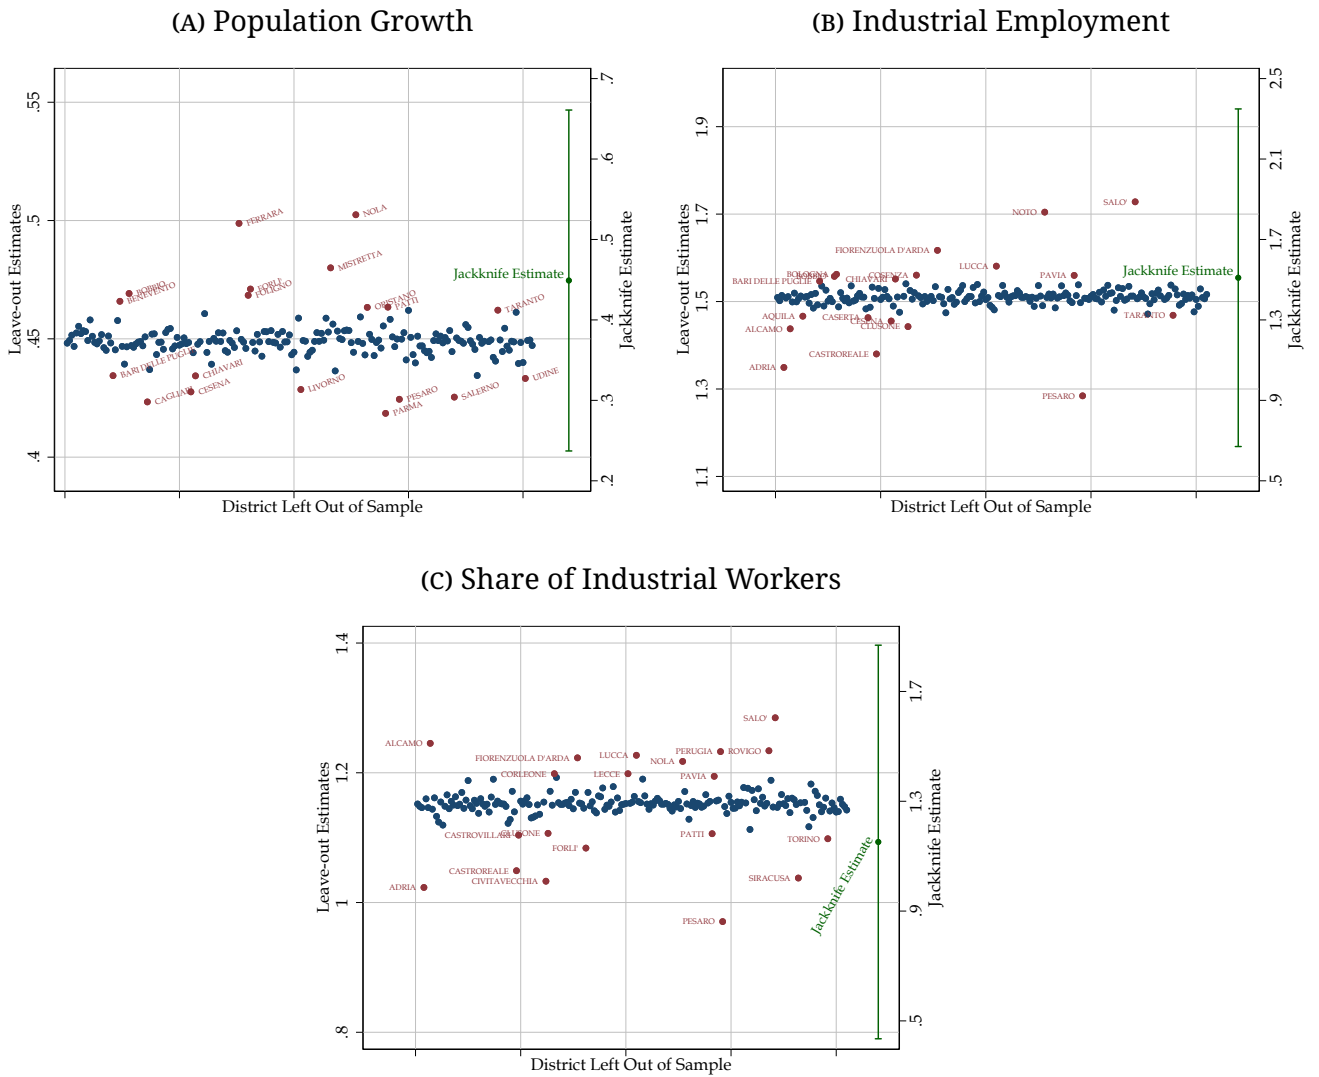 (A) Population Growth
Leave-out Estimates
.55
.5
.45
.4
FERRARA
NOLA
MISTRETTA
BOBBIO
BENEVENTO
FORLI'
FOLIGNO
ORISTANO
PATTI
TARANTO
BARI DELLE PUGLIE
CHIAVARI
CAGLIARI
CESENA
LIVORNO
PESARO
PARMA
SALERNO
UDINE
Jackknife Estimate
.7
.6
.5
.4
.3
.2
Jackknife Estimate
District Left Out of Sample
(B) Industrial Employment
Leave-out Estimates
1.9
1.7
1.5
1.3
1.1
SALO'
NOTO
FIORENZUOLA D'ARDA
LUCCA
BOLOGNA
BARI DELLE PUGLIE
CHIAVARI
COSENZA
PAVIA
AQUILA
CASERTA
CESENA
CLUSONE
TARANTO
ALCAMO
CASTROREALE
ADRIA
PESARO
Jackknife Estimate
2.5
2.1
1.7
1.3
.9
.5
Jackknife Estimate
District Left Out of Sample
(C) Share of Industrial Workers
Leave-out Estimates
1.4
1.2
1
.8
SALO'
ALCAMO
FIORENZUOLA D'ARDA
LUCCA
NOLA
PERUGIA
ROVIGO
CORLEONE
LECCE
PAVIA
CASTROVILLARI
CLUSONE
FORLI'
PATTI
TORINO
CASTROREALE
CIVITAVECCHIA
SIRACUSA
ADRIA
PESARO
Jackknife Estimate
1.7
1.3
.9
.5
Jackknife Estimate
District Left Out of Sample